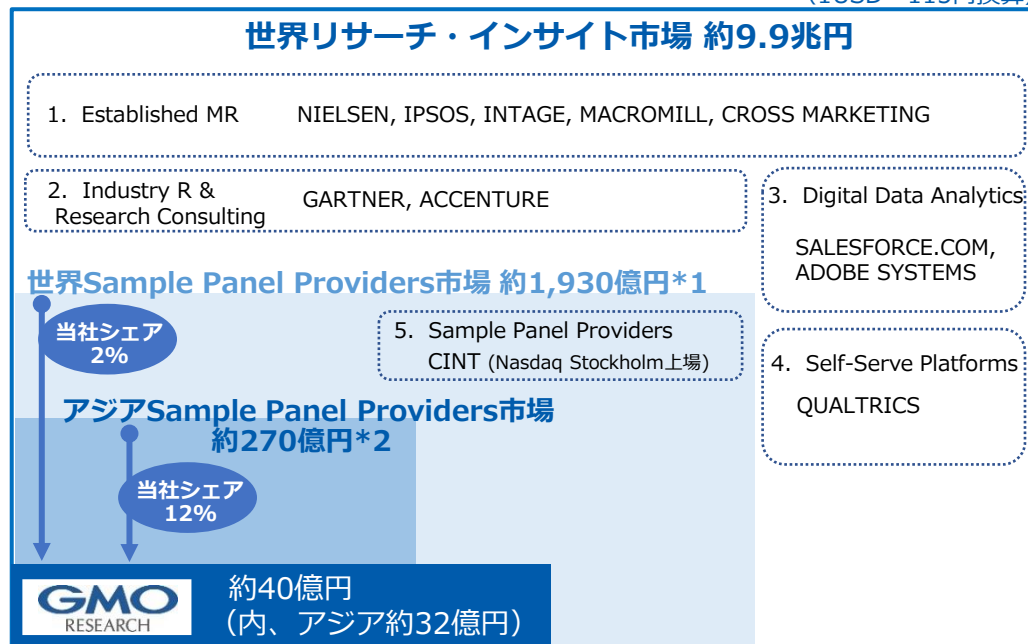 世界リサーチ・インサイト市場 約9.9兆円
1. Established MR NIELSEN, IPSOS, INTAGE, MACROMILL, CROSS MARKETING
2. Industry R &
Research Consulting
GARTNER, ACCENTURE
3. Digital Data Analytics
SALESFORCE.COM,
ADOBE SYSTEMS
世界Sample Panel Providers市場 約1,930億円*1
当社シェア
2%
5. Sample Panel Providers
CINT (Nasdaq Stockholm上場)
4. Self-Serve Platforms
QUALTRICS
アジアSample Panel Providers市場
約270億円*2
当社シェア
12%
GMO
RESEARCH
約40億円
（内、アジア約32億円）